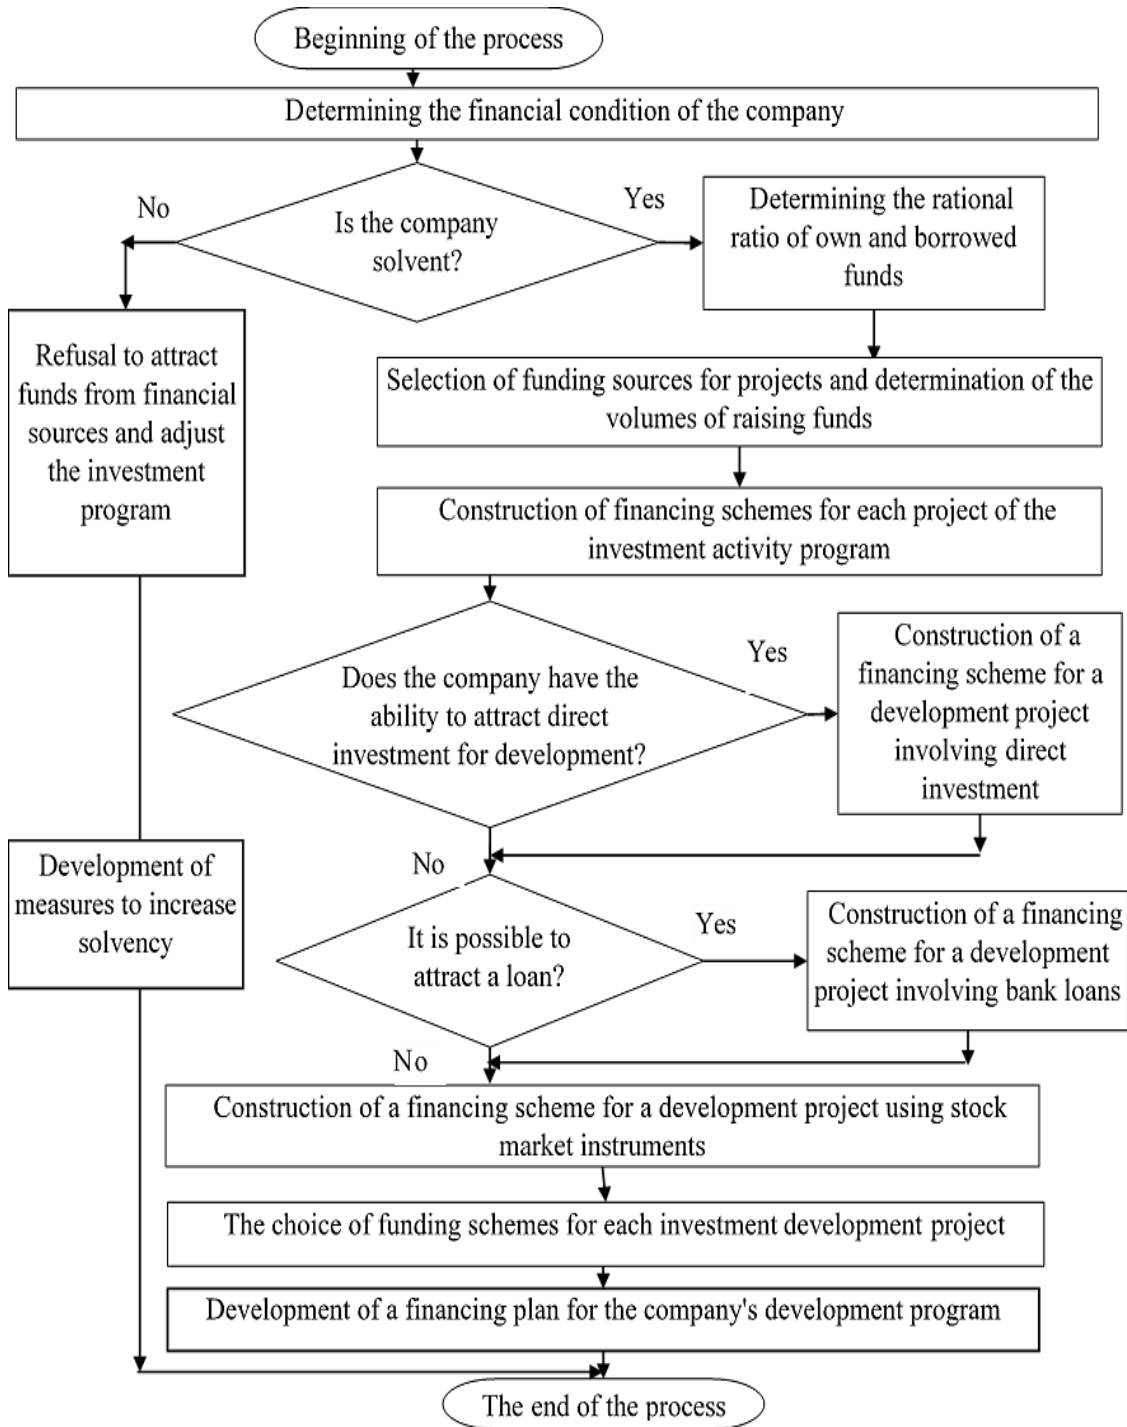 Beginning of the process
Determining the financial condition of the company
No
Is the company
solvent?
Yes
Determining the rational
ratio of own and borrowed
funds
Refusal to attract
funds from financial
sources and adjust
the investment
program
Selection of funding sources for projects and determination of the
volumes of raising funds
Construction of financing schemes for each project of the
investment activity program
Does the company have the
ability to attract direct
investment for development?
Yes
Construction of a
financing scheme for a
development project
involving direct
investment
Development of
measures to increase
solvency
No
It is possible to
attract a loan?
Yes
Construction of a financing
scheme for a development
project involving bank loans
No
Construction of a financing scheme for a development project using stock
market instruments
The choice of funding schemes for each investment development project
Development of a financing plan for the company's development program
The end of the process